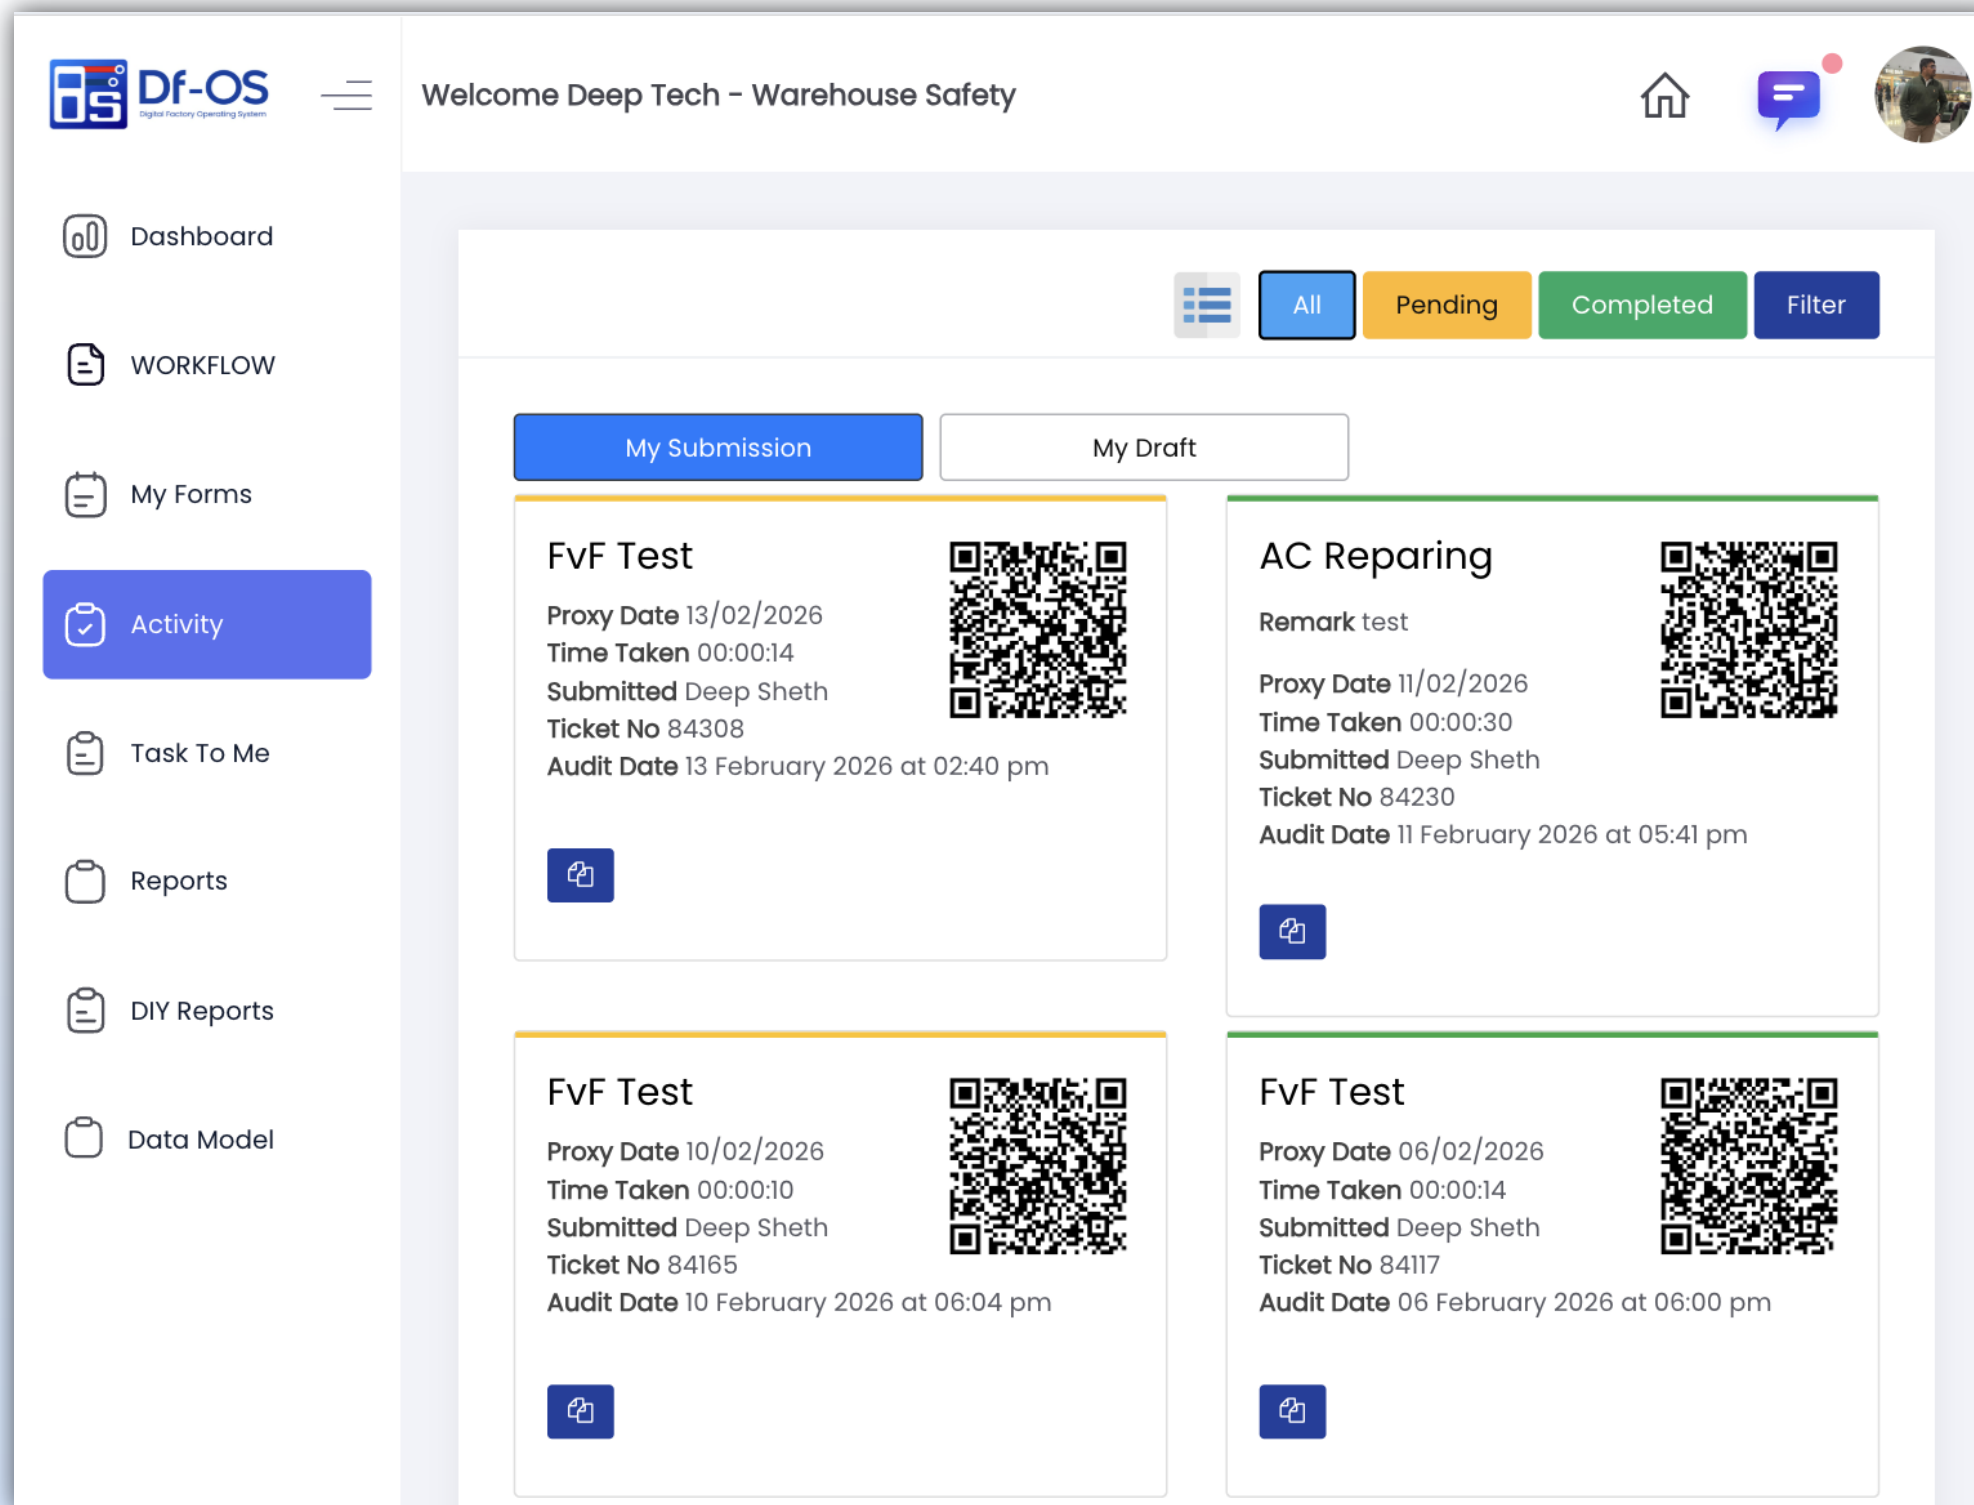 Df-OS
Digital Factory Operating System
Welcome Deep Tech - Warehouse Safety
Dashboard
WORKFLOW
My Forms
Activity
Task To Me
Reports
DIY Reports
Data Model
All
Pending
Completed
Filter
My Submission
My Draft
FvF Test
Proxy Date 13/02/2026
Time Taken 00:00:14
Submitted Deep Sheth
Ticket No 84308
Audit Date 13 February 2026 at 02:40 pm
AC Reparing
Remark test
Proxy Date 11/02/2026
Time Taken 00:00:30
Submitted Deep Sheth
Ticket No 84230
Audit Date 11 February 2026 at 05:41 pm
FvF Test
Proxy Date 10/02/2026
Time Taken 00:00:10
Submitted Deep Sheth
Ticket No 84165
Audit Date 10 February 2026 at 06:04 pm
FvF Test
Proxy Date 06/02/2026
Time Taken 00:00:14
Submitted Deep Sheth
Ticket No 84117
Audit Date 06 February 2026 at 06:00 pm